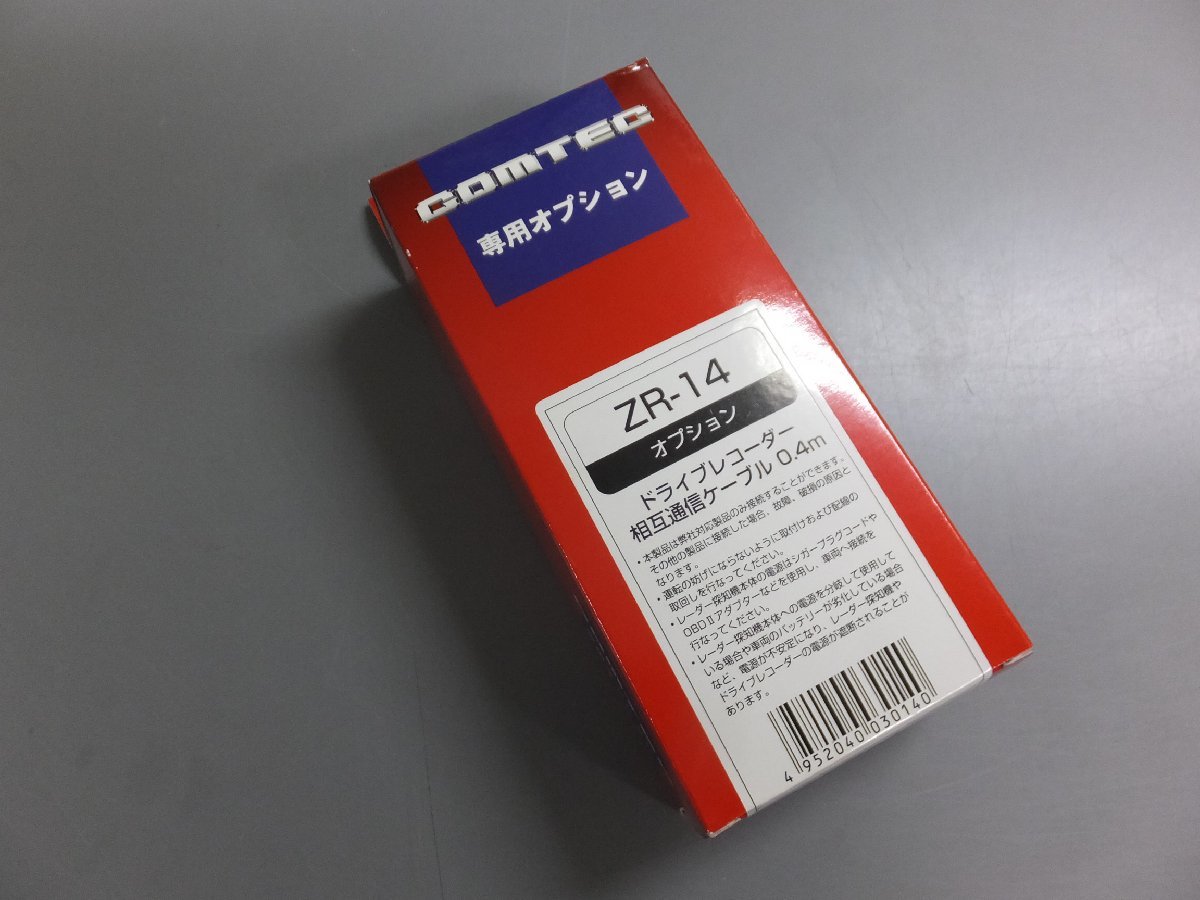 COMTEC
専用オプション
ZR-14
オプション
ドライブレコーダー
相互通信ケーブル 0.4m
・本製品は弊社対応製品のみ接続することができます。
その他の製品に接続した場合、故障、破損の原因と
なります。
・運転の妨げにならないように取付けおよび配線の
取回しを行なってください。
・レーダー探知機本体の電源はシガープラグコードや
OBDⅡアダプターなどを使用し、車両へ接続を
行なってください。
・レーダー探知機本体への電源を分岐して使用して
いる場合や車両のバッテリーが劣化している場合
など、電源が不安定になり、レーダー探知機や
ドライブレコーダーの電源が遮断されることが
あります。
4 952040 030140